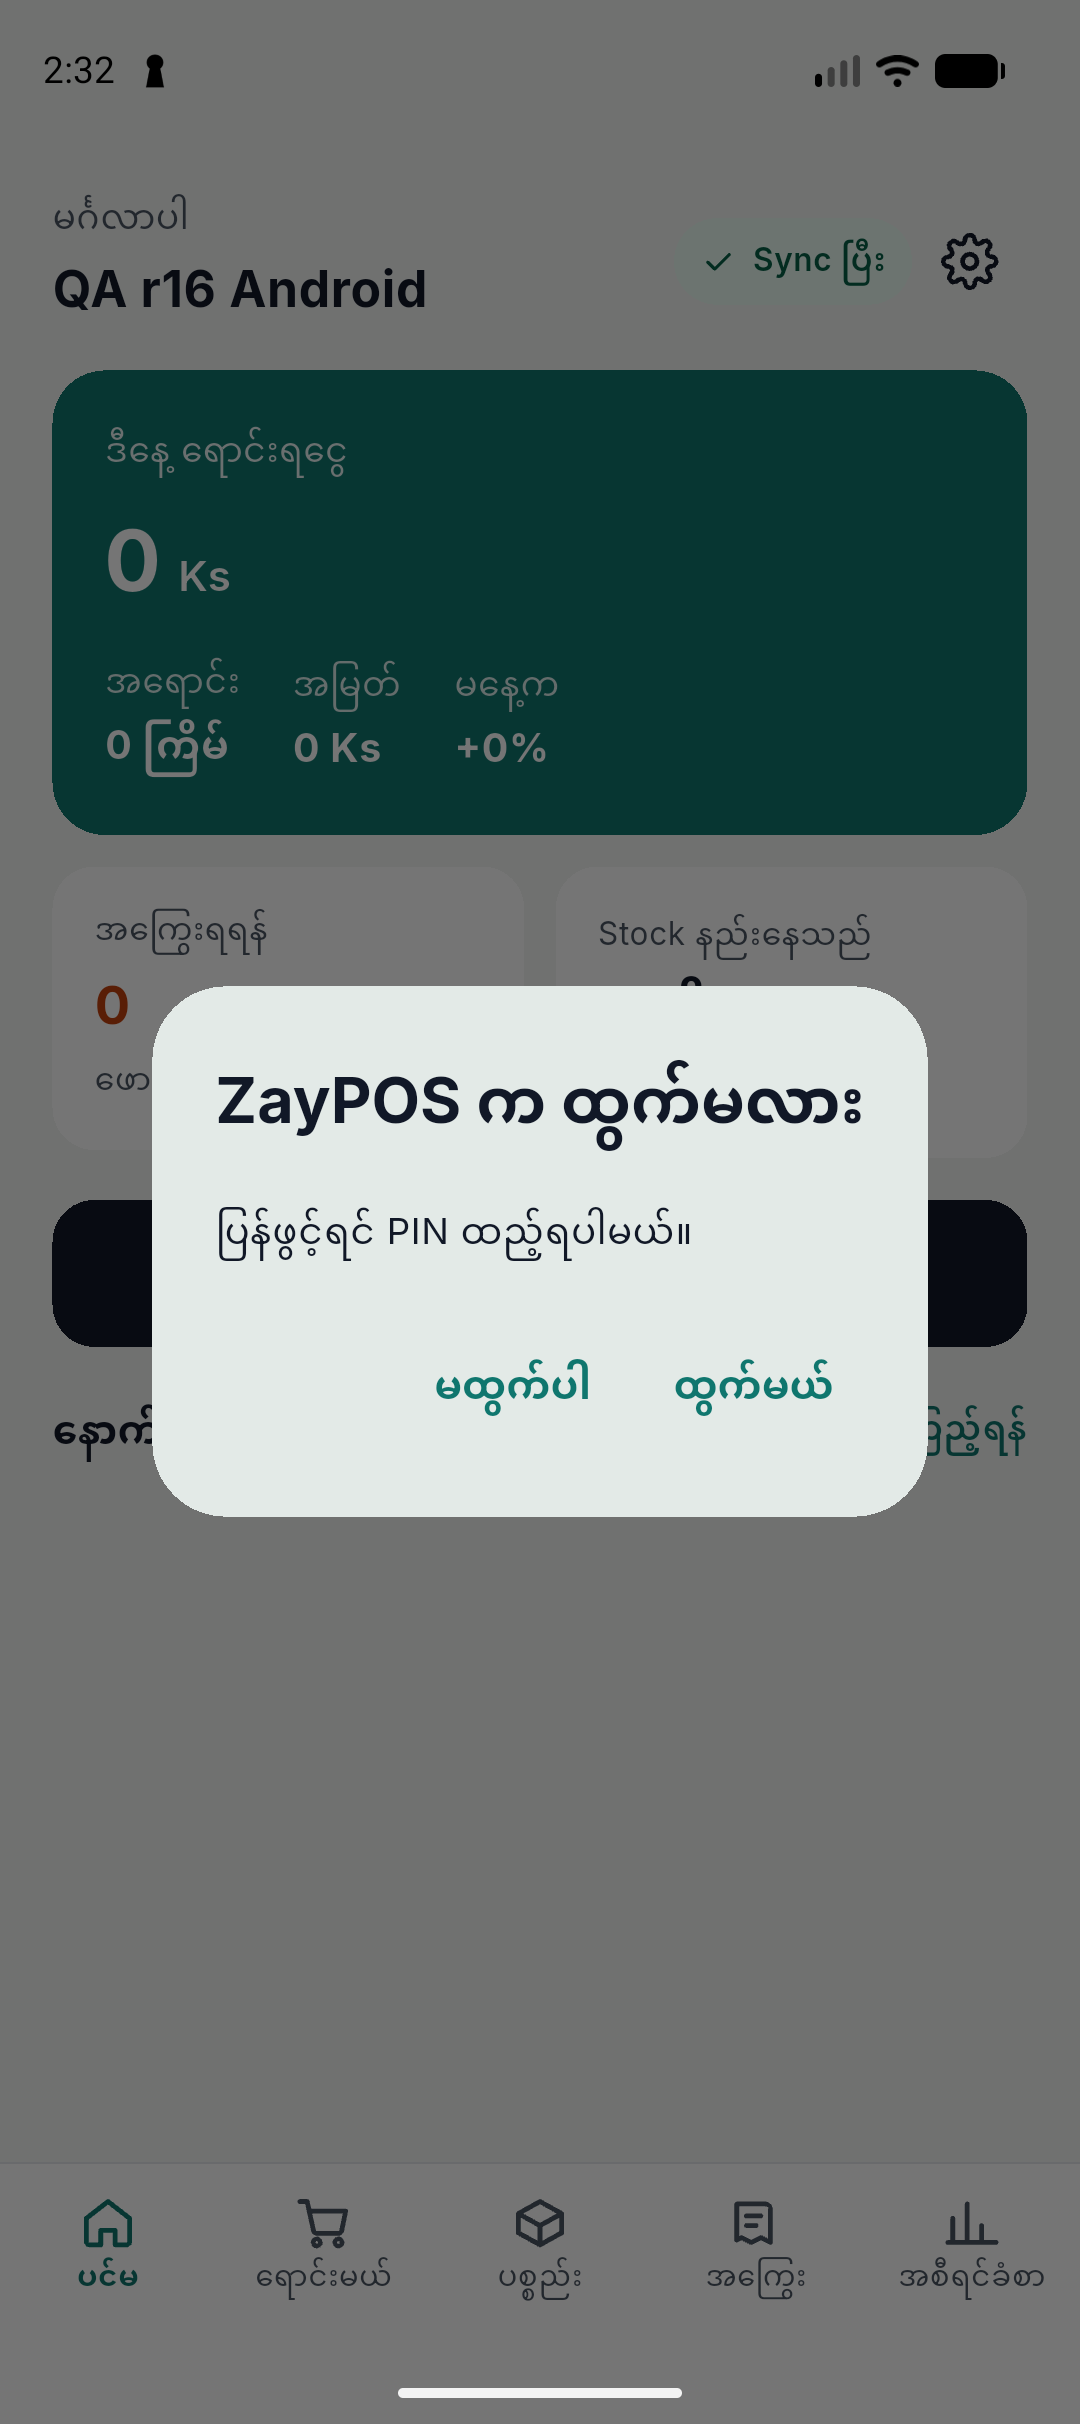 2:32
မင်္ဂလာပါ
QA r16 Android
Sync ပြီး
ဒီနေ့ ရောင်းရငွေ
0 Ks
အရောင်း အမြတ် မနေ့က
0 ကြိမ် 0 Ks +0%
အကြွေးရရန်
Stock နည်းနေသည်
0
ZayPOS က ထွက်မလား
ပြန်ဖွင့်ရင် PIN ထည့်ရပါမယ်။
မထွက်ပါ ထွက်မယ်
ပင်မ ရောင်းမယ် ပစ္စည်း အကြွေး အစီရင်ခံစာ